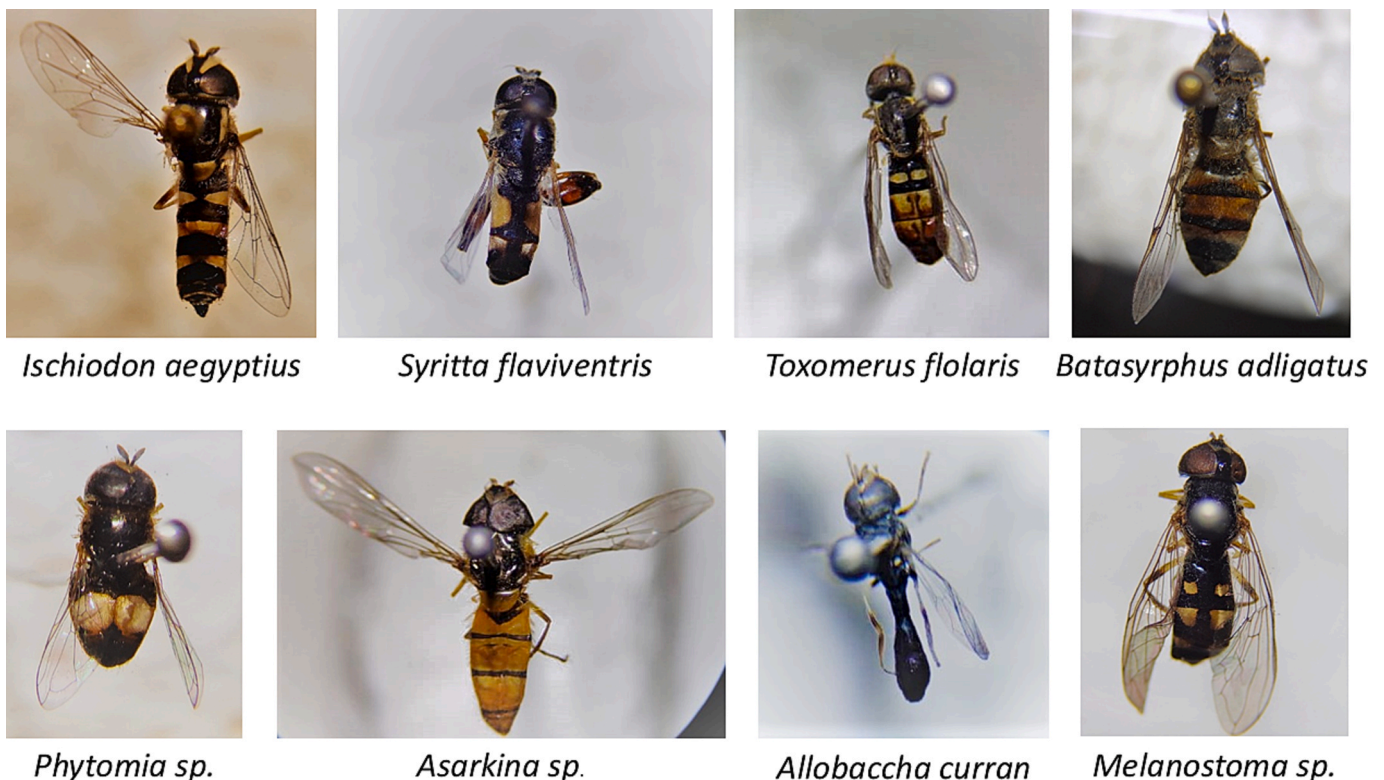 Ischiodon aegyptius
Syritta flaviventris
Toxomerus flolaris
Batasyrphus adligatus
Phytomia sp.
Asarkina sp.
Allobaccha curran
Melanostoma sp.